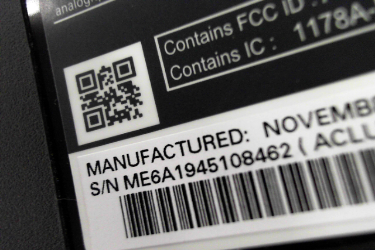 analog
Contains FCC ID :
Contains IC : 1178A-
MANUFACTURED: NOVEMB
S/N ME6A1945108462 ( ACLU